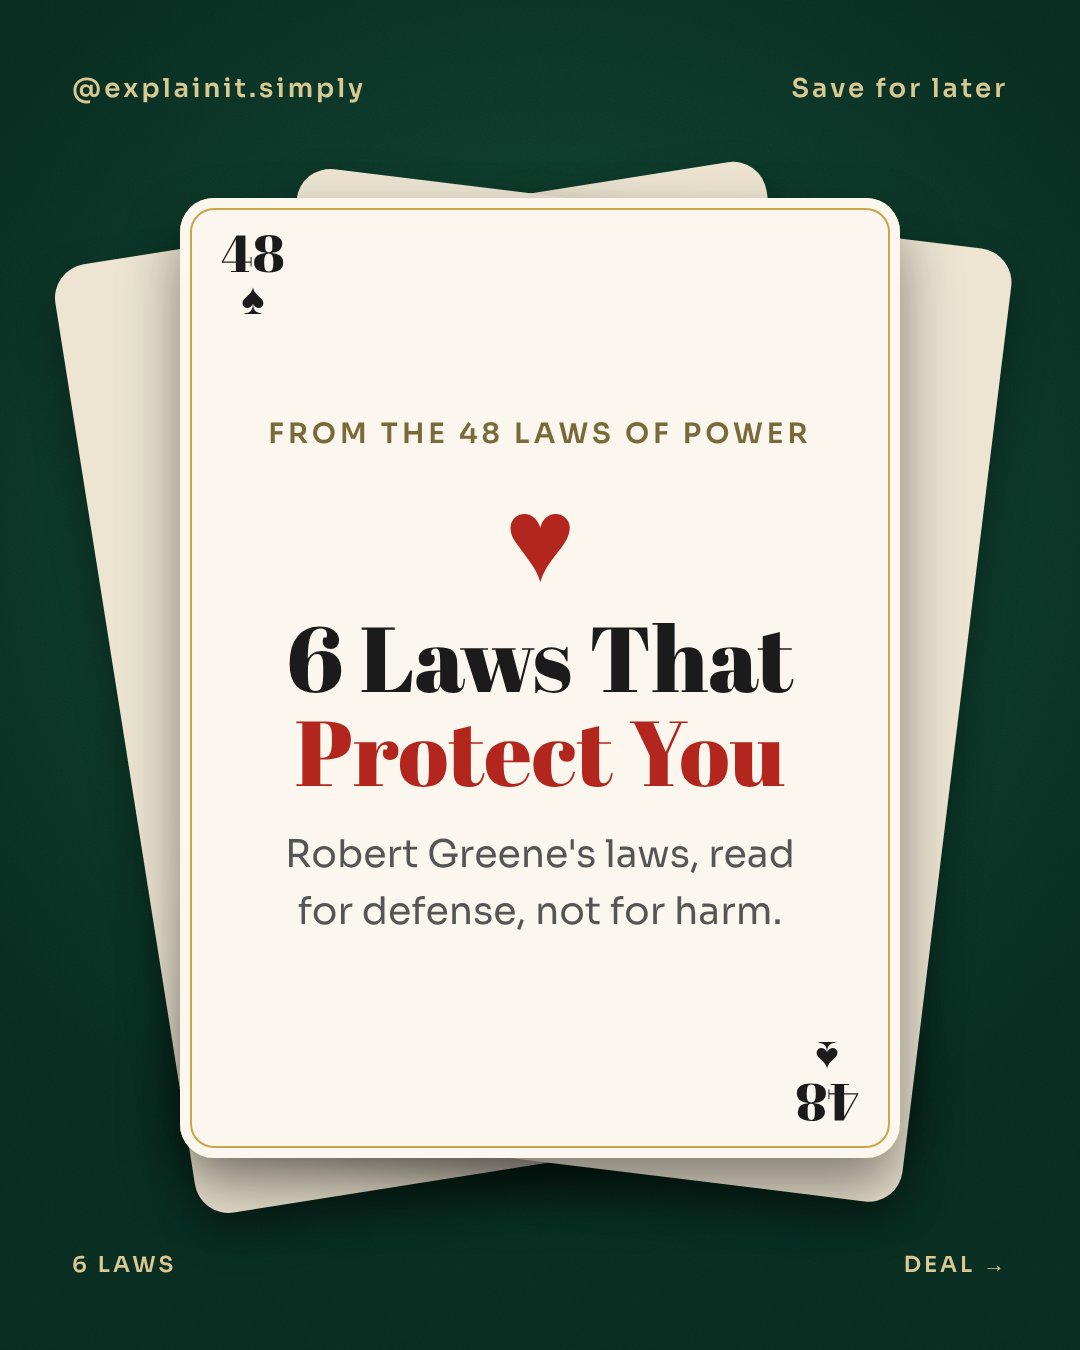 @explainit.simply
Save for later
48
♠
FROM THE 48 LAWS OF POWER
♥
6 Laws That
Protect You
Robert Greene's laws, read
for defense, not for harm.
♠
48
6 LAWS
DEAL →